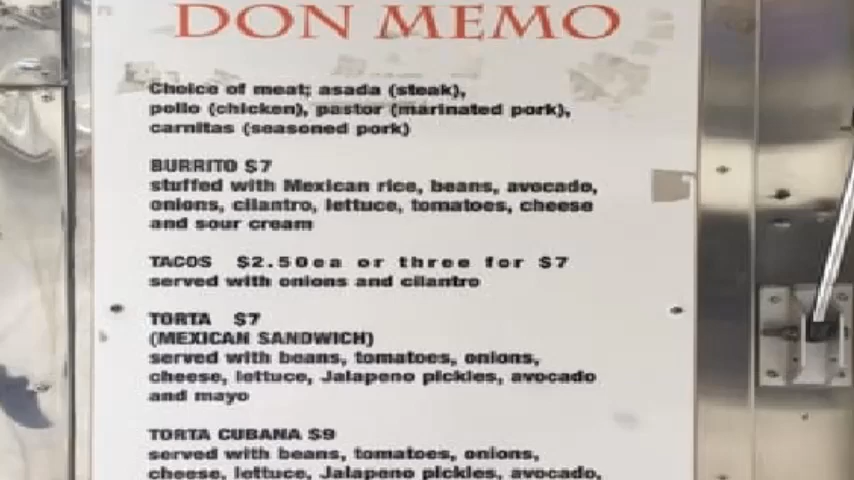 DON MEMO
Choice of meat; asada (steak),
pollo (chicken), pastor (marinated pork),
carnitas (seasoned pork)
BURRITO $7
stuffed with Mexican rice, beans, avocado,
onions, cilantro, lettuce, tomatoes, cheese
and sour cream
TACOS $2.50ea or three for $7
served with onions and cilantro
TORTA $7
(MEXICAN SANDWICH)
served with beans, tomatoes, onions,
cheese, lettuce, Jalapeno pickles, avocado
and mayo
TORTA CUBANA $9
served with beans, tomatoes, onions,
cheese, lettuce, Jalapeno pickles, avocado,